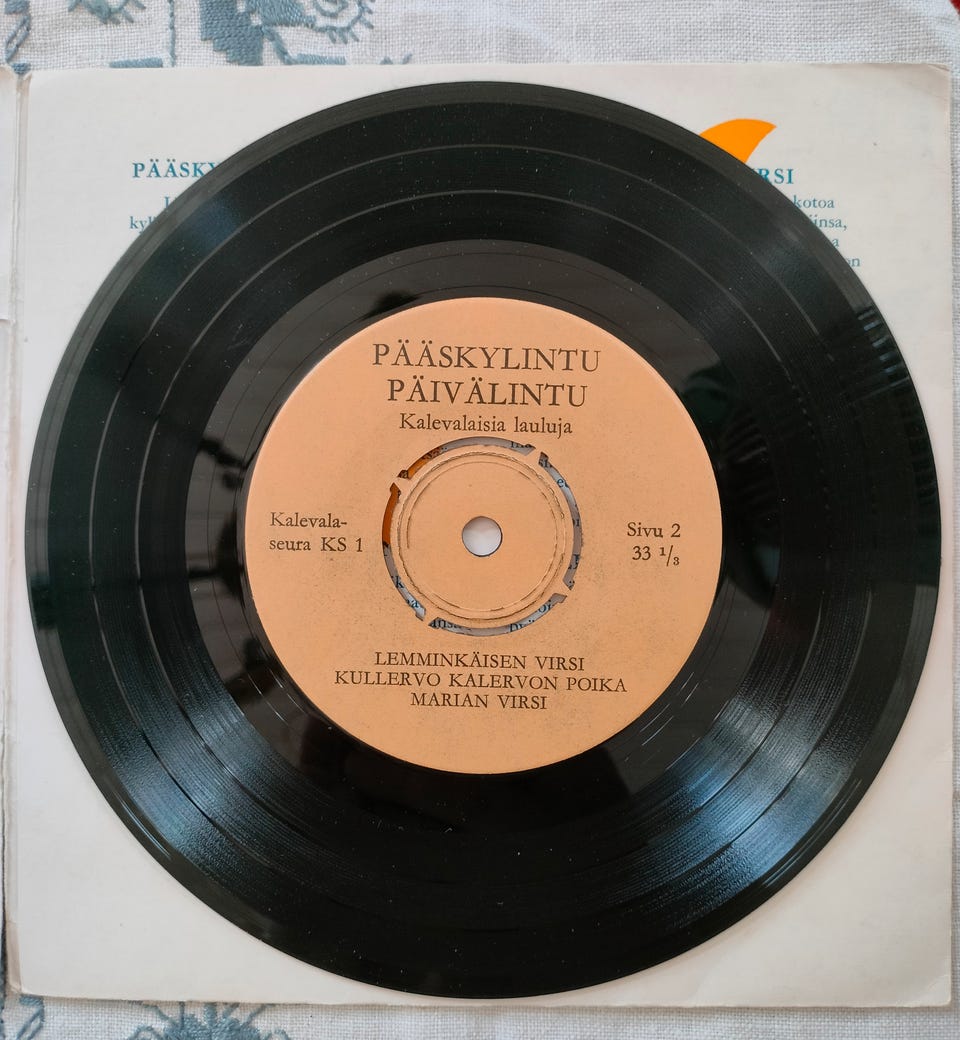 PÄÄSKYLINTU
PÄIVÄLINTU
Kalevalaisia lauluja
Kalevala-
seura KS 1
Sivu 2
33 1/3
LEMMINKÄISEN VIRSI
KULLERVO KALERVON POIKA
MARIAN VIRSI
kotoa